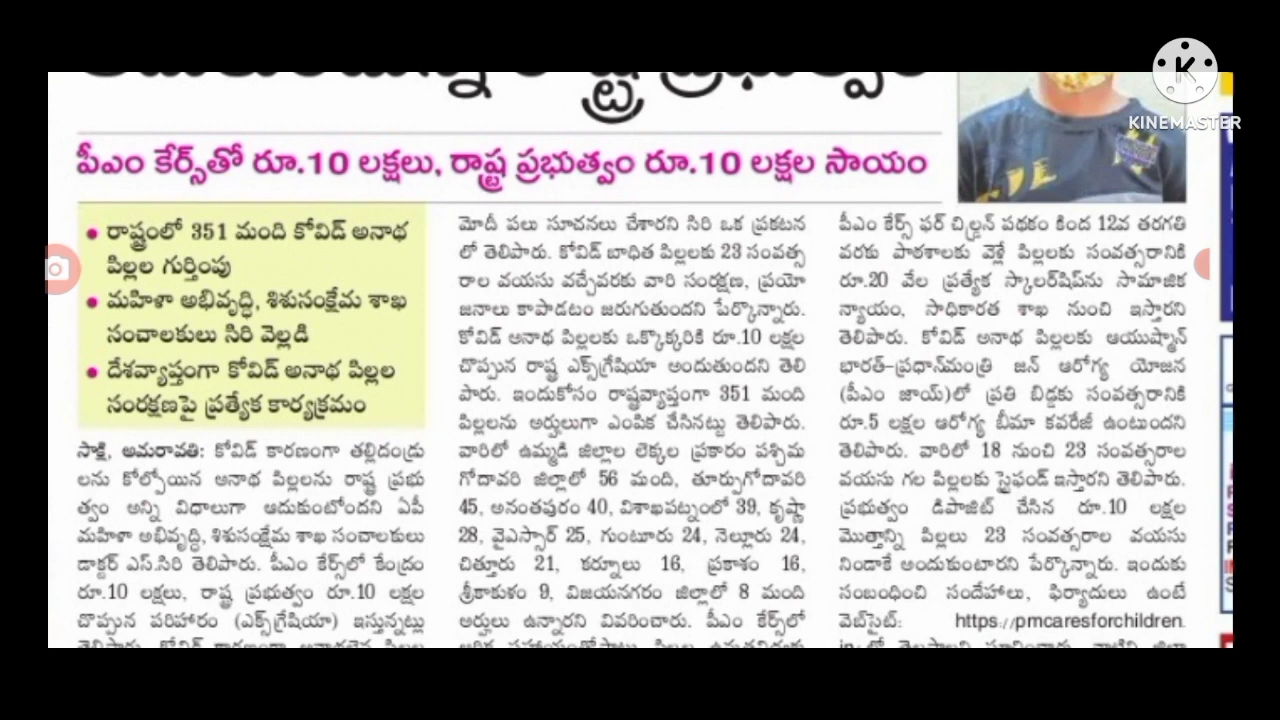 పీఎం కేర్స్‌తో రూ.10 లక్షలు, రాష్ట్ర ప్రభుత్వం రూ.10 లక్షల సాయం
● రాష్ట్రంలో 351 మంది కోవిడ్ అనాథ
పిల్లల గుర్తింపు
● మహిళా అభివృద్ధి, శిశుసంక్షేమ శాఖ
సంచాలకులు సిరి వెల్లడి
● దేశవ్యాప్తంగా కోవిడ్ అనాథ పిల్లల
సంరక్షణపై ప్రత్యేక కార్యక్రమం
సాక్షి, అమరావతి: కోవిడ్ కారణంగా తల్లిదండ్రు
లను కోల్పోయిన అనాథ పిల్లలను రాష్ట్ర ప్రభు
త్వం అన్ని విధాలుగా ఆదుకుంటోందని ఏపీ
మహిళా అభివృద్ధి, శిశుసంక్షేమ శాఖ సంచాలకులు
డాక్టర్ ఎస్.సిరి తెలిపారు. పీఎం కేర్స్‌లో కేంద్రం
రూ.10 లక్షలు, రాష్ట్ర ప్రభుత్వం రూ.10 లక్షల
చొప్పున పరిహారం (ఎక్స్‌గ్రేషియా) ఇస్తున్నట్లు
మోదీ పలు సూచనలు చేశారని సిరి ఒక ప్రకటన
లో తెలిపారు. కోవిడ్ బాధిత పిల్లలకు 23 సంవత్స
రాల వయసు వచ్చేవరకు వారి సంరక్షణ, ప్రయో
జనాలు కాపాడటం జరుగుతుందని పేర్కొన్నారు.
కోవిడ్ అనాథ పిల్లలకు ఒక్కొక్కరికి రూ.10 లక్షల
చొప్పున రాష్ట్ర ఎక్స్‌గ్రేషియా అందుతుందని తెలి
పారు. ఇందుకోసం రాష్ట్రవ్యాప్తంగా 351 మంది
పిల్లలను అర్హులుగా ఎంపిక చేసినట్టు తెలిపారు.
వారిలో ఉమ్మడి జిల్లాల లెక్కల ప్రకారం పశ్చిమ
గోదావరి జిల్లాలో 56 మంది, తూర్పుగోదావరి
45, అనంతపురం 40, విశాఖపట్నంలో 39, కృష్ణా
28, వైఎస్సార్ 25, గుంటూరు 24, నెల్లూరు 24,
చిత్తూరు 21, కర్నూలు 16, ప్రకాశం 16,
శ్రీకాకుళం 9, విజయనగరం జిల్లాలో 8 మంది
అర్హులు ఉన్నారని వివరించారు. పీఎం కేర్స్‌లో
పీఎం కేర్స్ ఫర్ చిల్డ్రన్ పథకం కింద 12వ తరగతి
వరకు పాఠశాలకు వెళ్లే పిల్లలకు సంవత్సరానికి
రూ.20 వేల ప్రత్యేక స్కాలర్‌షిప్‌ను సామాజిక
న్యాయం, సాధికారత శాఖ నుంచి ఇస్తారని
తెలిపారు. కోవిడ్ అనాథ పిల్లలకు ఆయుష్మాన్
భారత్–ప్రధాన్‌మంత్రి జన్ ఆరోగ్య యోజన
(పీఎం జాయ్)లో ప్రతి బిడ్డకు సంవత్సరానికి
రూ.5 లక్షల ఆరోగ్య బీమా కవరేజీ ఉంటుందని
తెలిపారు. వారిలో 18 నుంచి 23 సంవత్సరాల
వయసు గల పిల్లలకు స్టైఫండ్ ఇస్తారని తెలిపారు.
ప్రభుత్వం డిపాజిట్ చేసిన రూ.10 లక్షల
మొత్తాన్ని పిల్లలు 23 సంవత్సరాల వయసు
నిండాకే అందుకుంటారని పేర్కొన్నారు. ఇందుకు
సంబంధించి సందేహాలు, ఫిర్యాదులు ఉంటే
వెబ్‌సైట్: https://pmcaresforchildren.
KINEMASTER